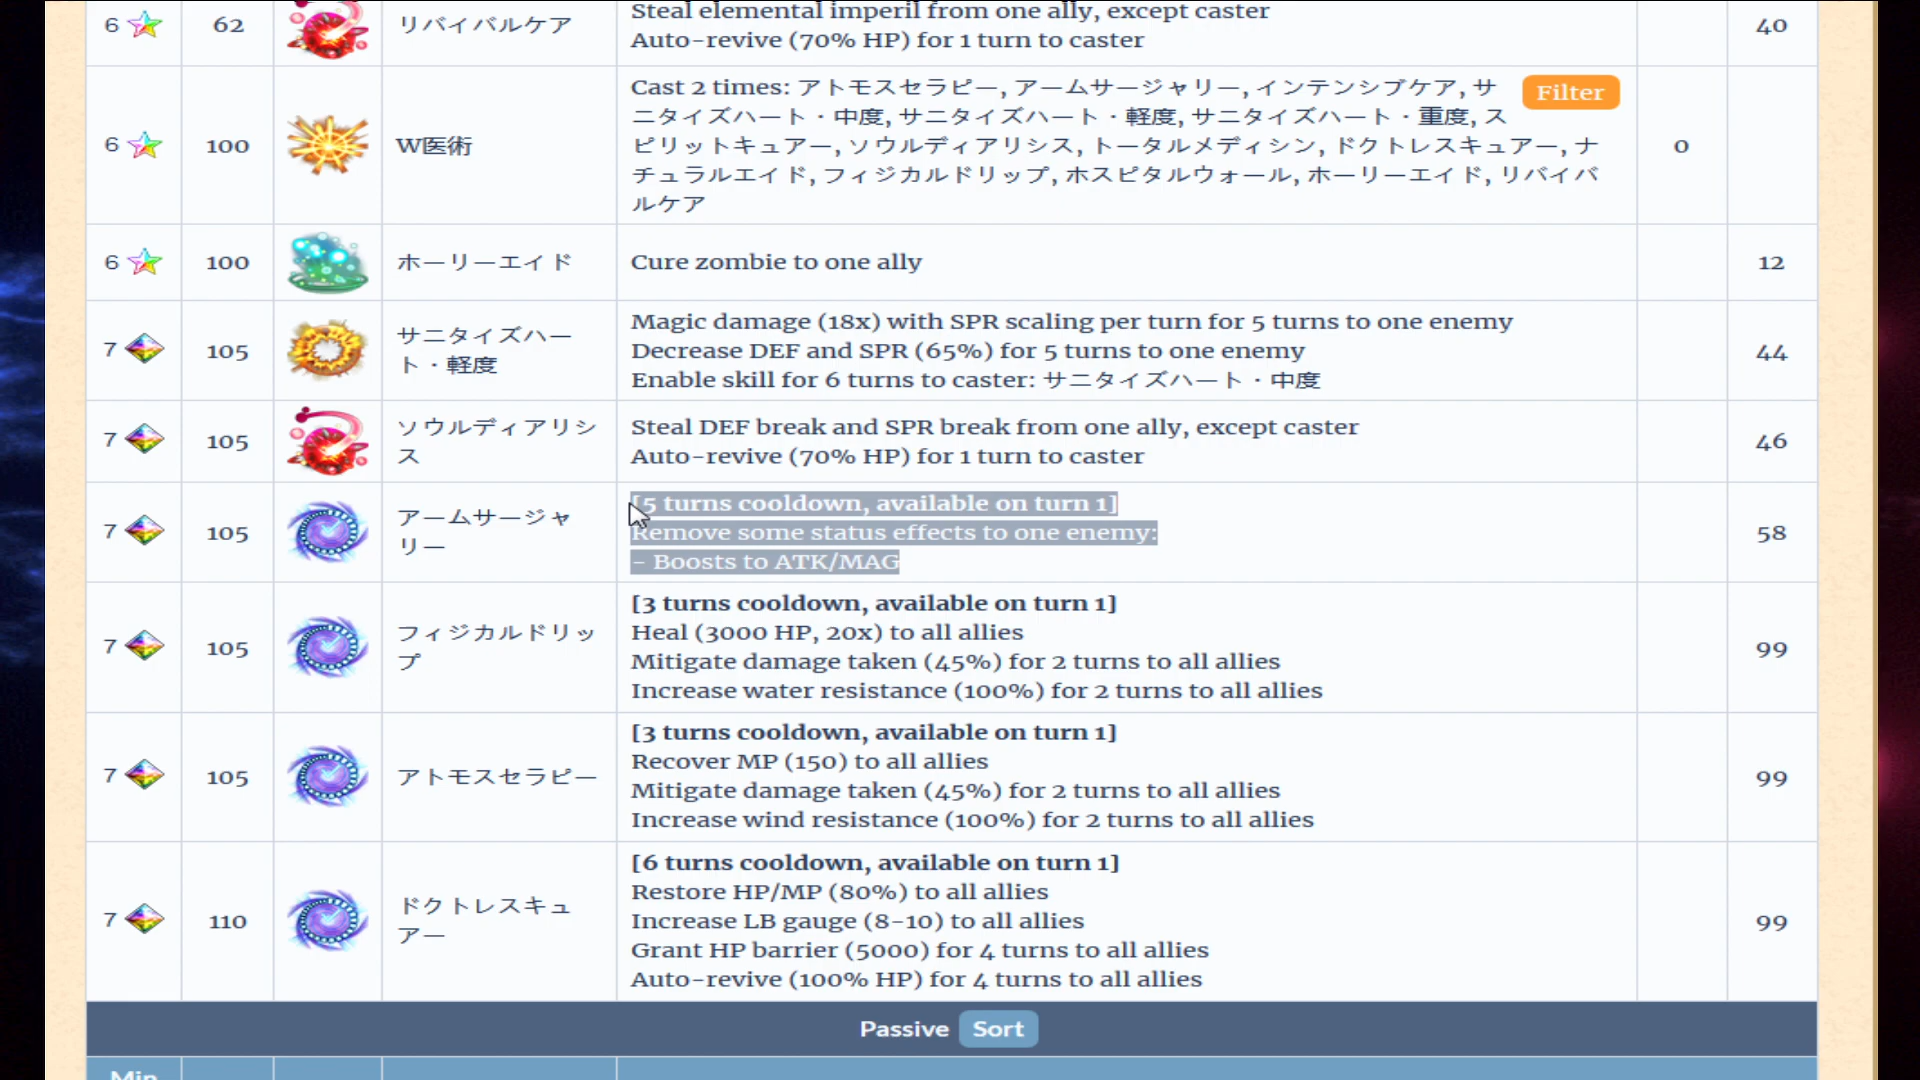 6 62 リバイバルケア Steal elemental imperil from one ally, except caster 40
Auto-revive (70% HP) for 1 turn to caster
6 100 W医術 Cast 2 times: アトモスセラピー, アームサージャリー, インテンシブケア, サ Filter 0
ニタイズハート・中度, サニタイズハート・軽度, サニタイズハート・重度, ス
ピリットキュアー, ソウルディアリシス, トータルメディシン, ドクトレスキュアー, ナ
チュラルエイド, フィジカルドリップ, ホスピタルウォール, ホーリーエイド, リバイバ
ルケア
6 100 ホーリーエイド Cure zombie to one ally 12
7 105 サニタイズハー
ト・軽度
Magic damage (18x) with SPR scaling per turn for 5 turns to one enemy
Decrease DEF and SPR (65%) for 5 turns to one enemy
Enable skill for 6 turns to caster: サニタイズハート・中度
44
7 105 ソウルディアリシ
ス
Steal DEF break and SPR break from one ally, except caster
Auto-revive (70% HP) for 1 turn to caster
46
7 105 アームサージャ
リー
[5 turns cooldown, available on turn 1]
Remove some status effects to one enemy:
- Boosts to ATK/MAG
58
7 105 フィジカルドリッ
プ
[3 turns cooldown, available on turn 1]
Heal (3000 HP, 20x) to all allies
Mitigate damage taken (45%) for 2 turns to all allies
Increase water resistance (100%) for 2 turns to all allies
99
7 105 アトモスセラピー
[3 turns cooldown, available on turn 1]
Recover MP (150) to all allies
Mitigate damage taken (45%) for 2 turns to all allies
Increase wind resistance (100%) for 2 turns to all allies
99
7 110 ドクトレスキュ
アー
[6 turns cooldown, available on turn 1]
Restore HP/MP (80%) to all allies
Increase LB gauge (8-10) to all allies
Grant HP barrier (5000) for 4 turns to all allies
Auto-revive (100% HP) for 4 turns to all allies
99
Passive Sort
Min